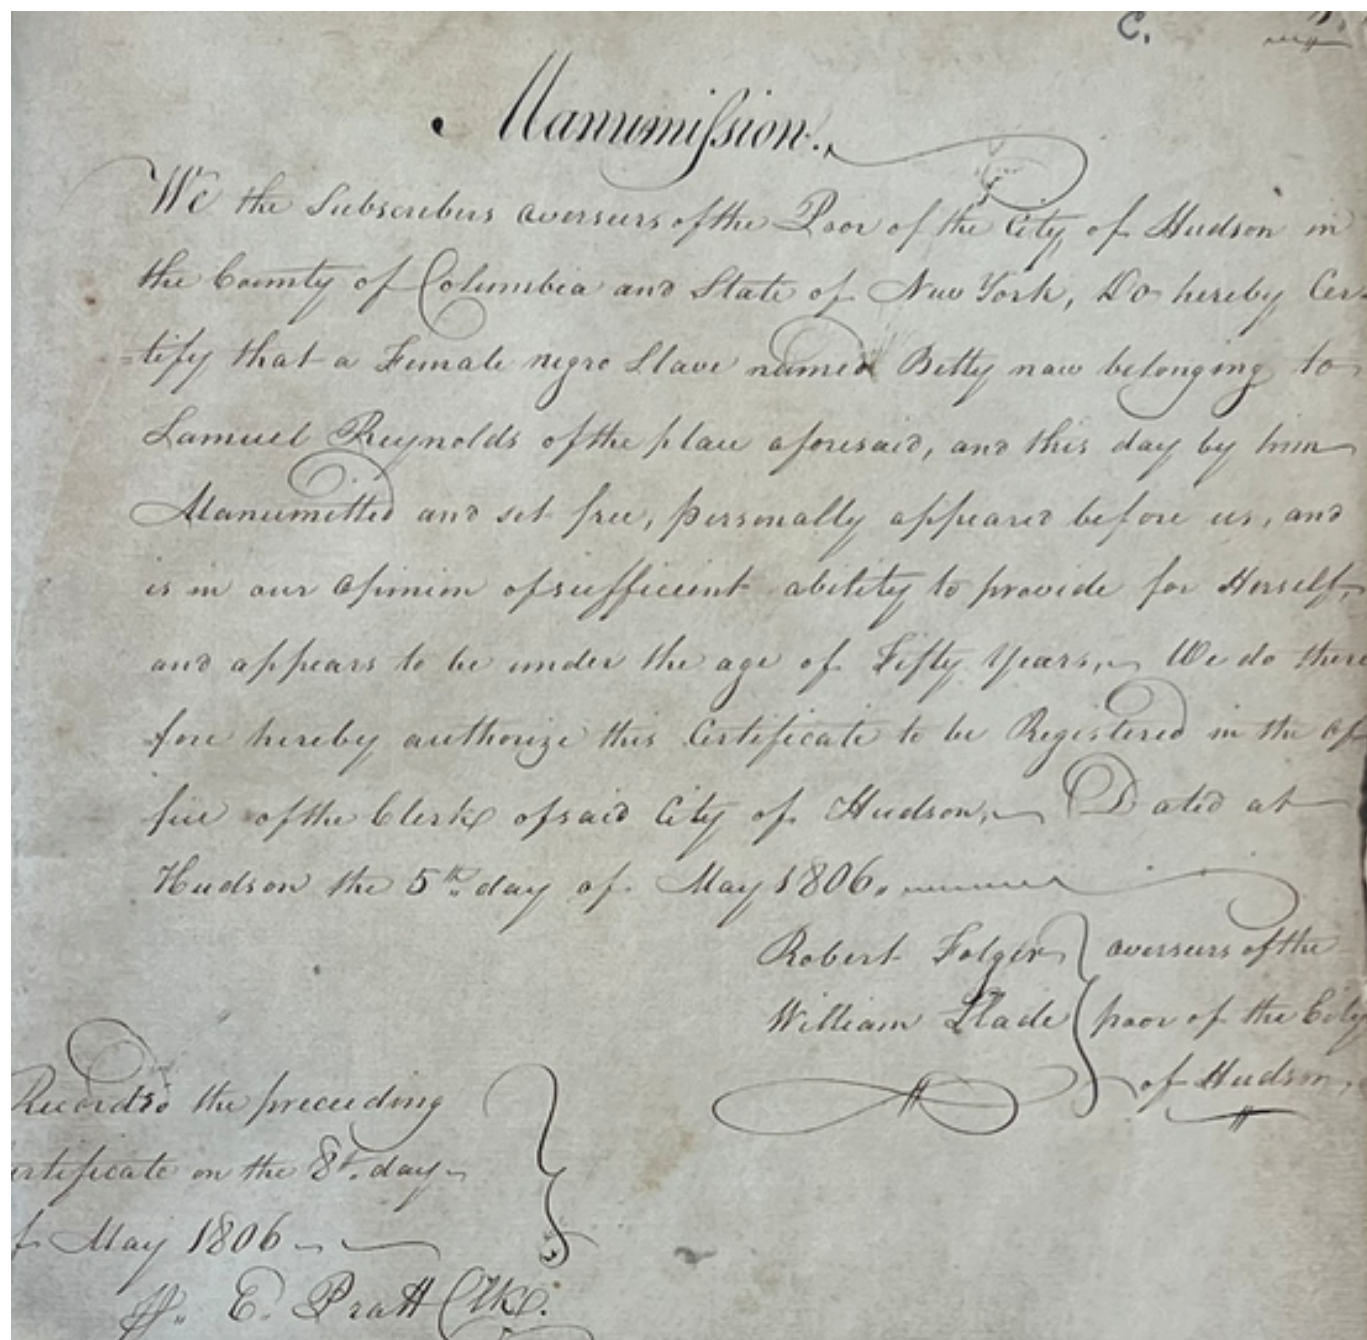 C.
Manumission.
We the Subscribers overseers of the Poor of the City of Hudson in
the County of Columbia and State of New York, Do hereby Cer-
=tify that a Female negro Slave named Betty now belonging to
Samuel Reynolds of the place aforesaid, and this day by him
Manumitted and set free, personally appeared before us, and
is in our opinion of sufficient ability to provide for Herself,
and appears to be under the age of Fifty Years, We do there
fore hereby authorize this Certificate to be Registered in the of
fice of the Clerk of said City of Hudson, Dated at
Hudson the 5th day of May 1806.
Robert Folger } overseers of the
William Slade } poor of the City
of Hudson,
Recorded the preceeding
ertificate on the 8t. day
f May 1806
E. Pratt Clk.